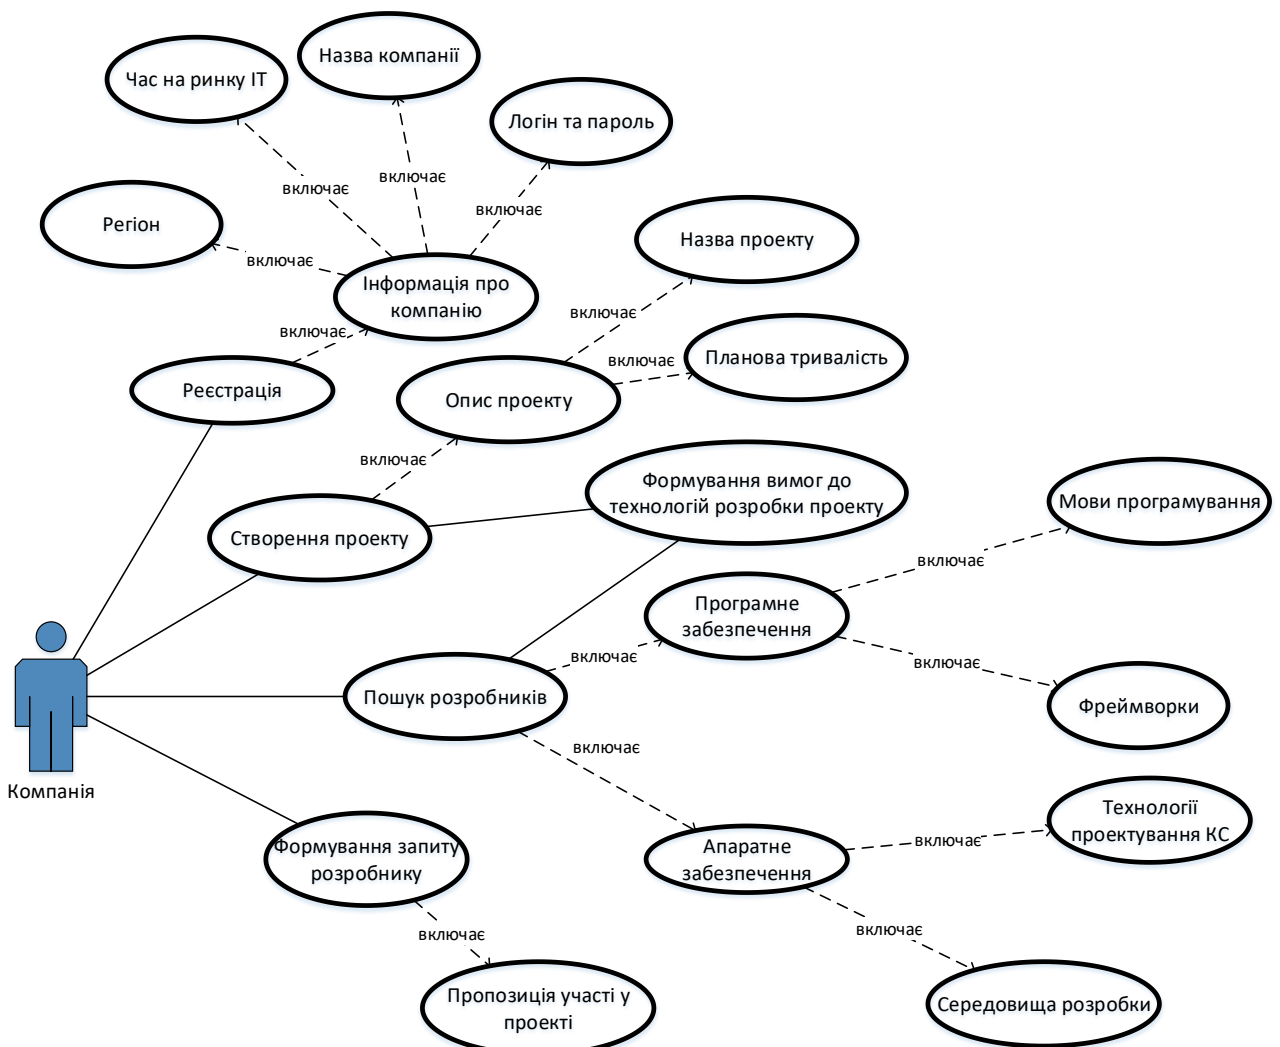 Назва компанії
Час на ринку ІТ
Логін та пароль
включає
включає
включає
Регіон
Назва проекту
включає
Інформація про
компанію
включає
включає
Планова тривалість
включає
Реєстрація
Опис проекту
включає
Формування вимог до
технологій розробки проекту
Мови програмування
Створення проекту
включає
Програмне
забезпечення
включає
включає
Пошук розробників
Фреймворки
включає
Компанія
Технології
проектування КС
включає
Формування запиту
розробнику
Апаратне
забезпечення
включає
включає
Пропозиція участі у
проекті
Середовища розробки